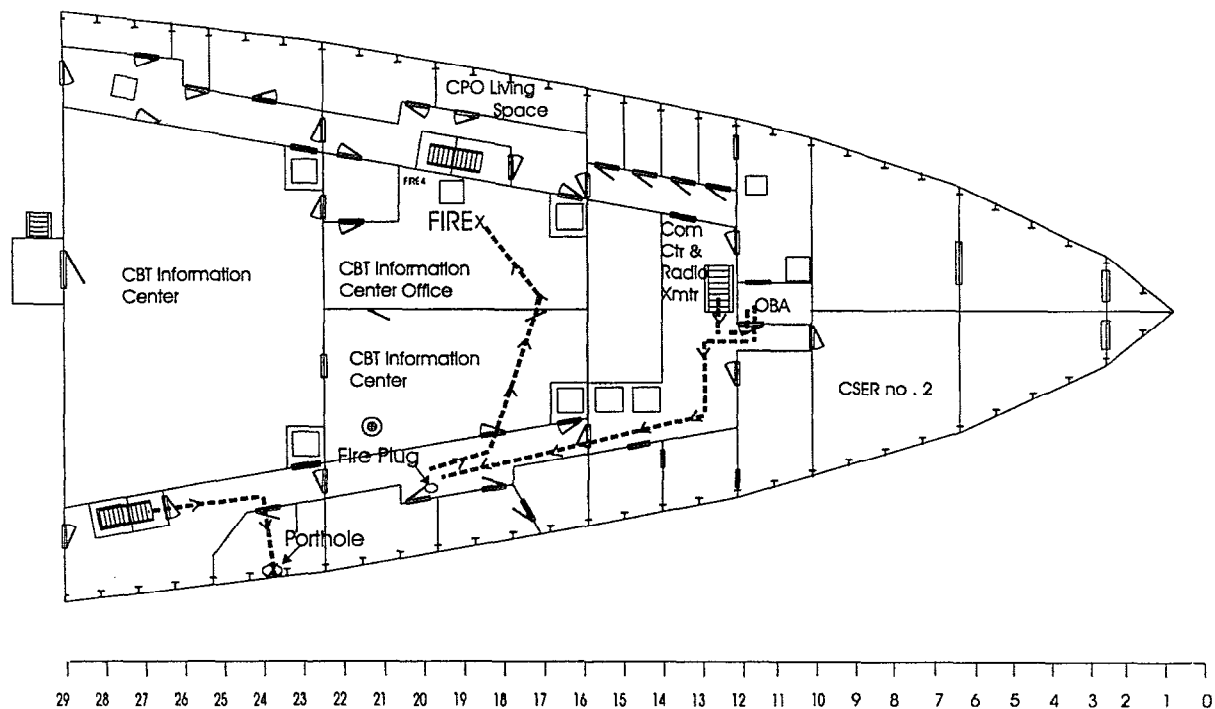 CPO Living
Space
FIRE4
FIREx
Com
Ctr &
Radio
Xmtr
CBT Information
Center
CBT Information
Center Office
OBA
CBT Information
Center
CSER no . 2
Fire Plug
Porthole
29 28 27 26 25 24 23 22 21 20 19 18 17 16 15 14 13 12 11 10 9 8 7 6 5 4 3 2 1 0